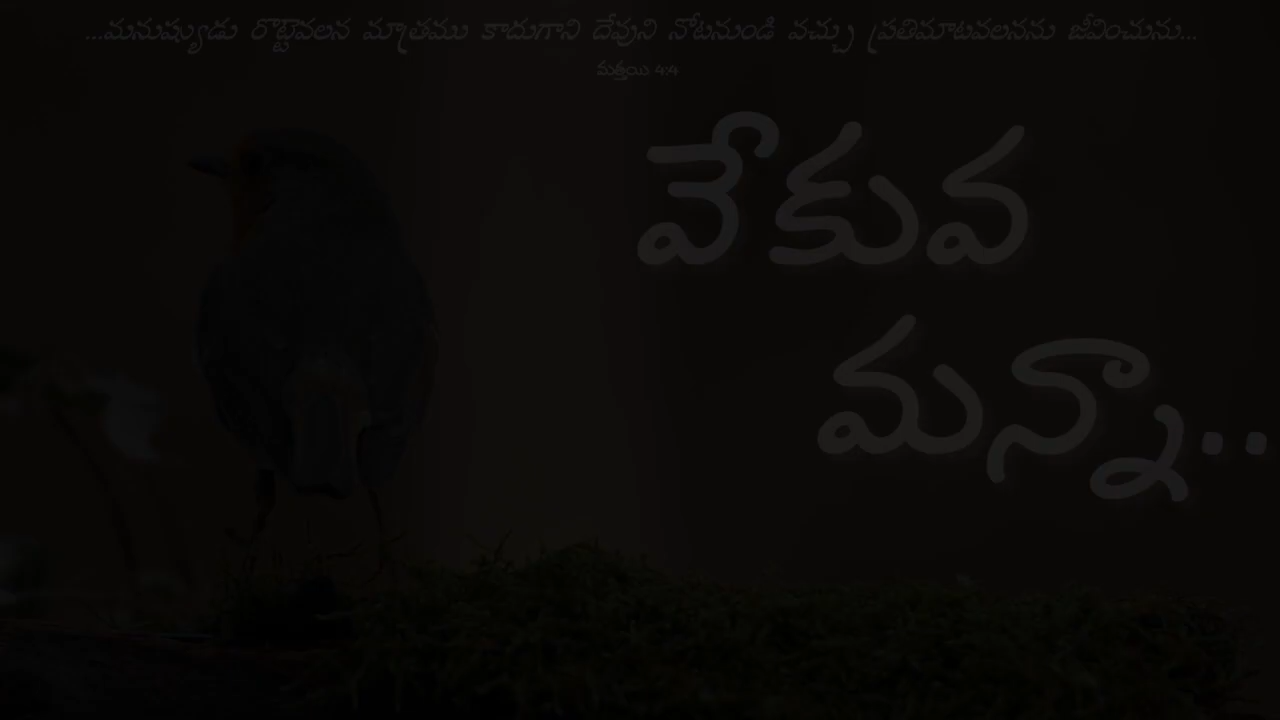 ...మనుష్యుడు రొట్టెవలన మాత్రము కాదుగాని దేవుని నోటనుండి వచ్చు ప్రతిమాటవలనను జీవించును...
మత్తయి 4:4
వేకువ
మన్నా..